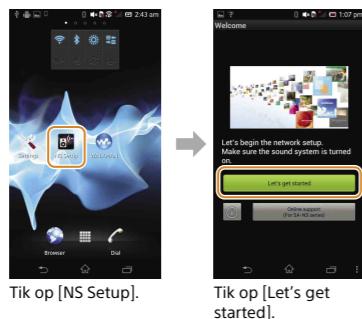 2:43 am
Settings
NS Setup
Browser
Dial
Tik op [NS Setup].
1:07 pm
Welcome
Let's begin the network setup.
Make sure the sound system is turned
on.
Let's get started
Online support
(For SA-NS series)
Tik op [Let's get
started].